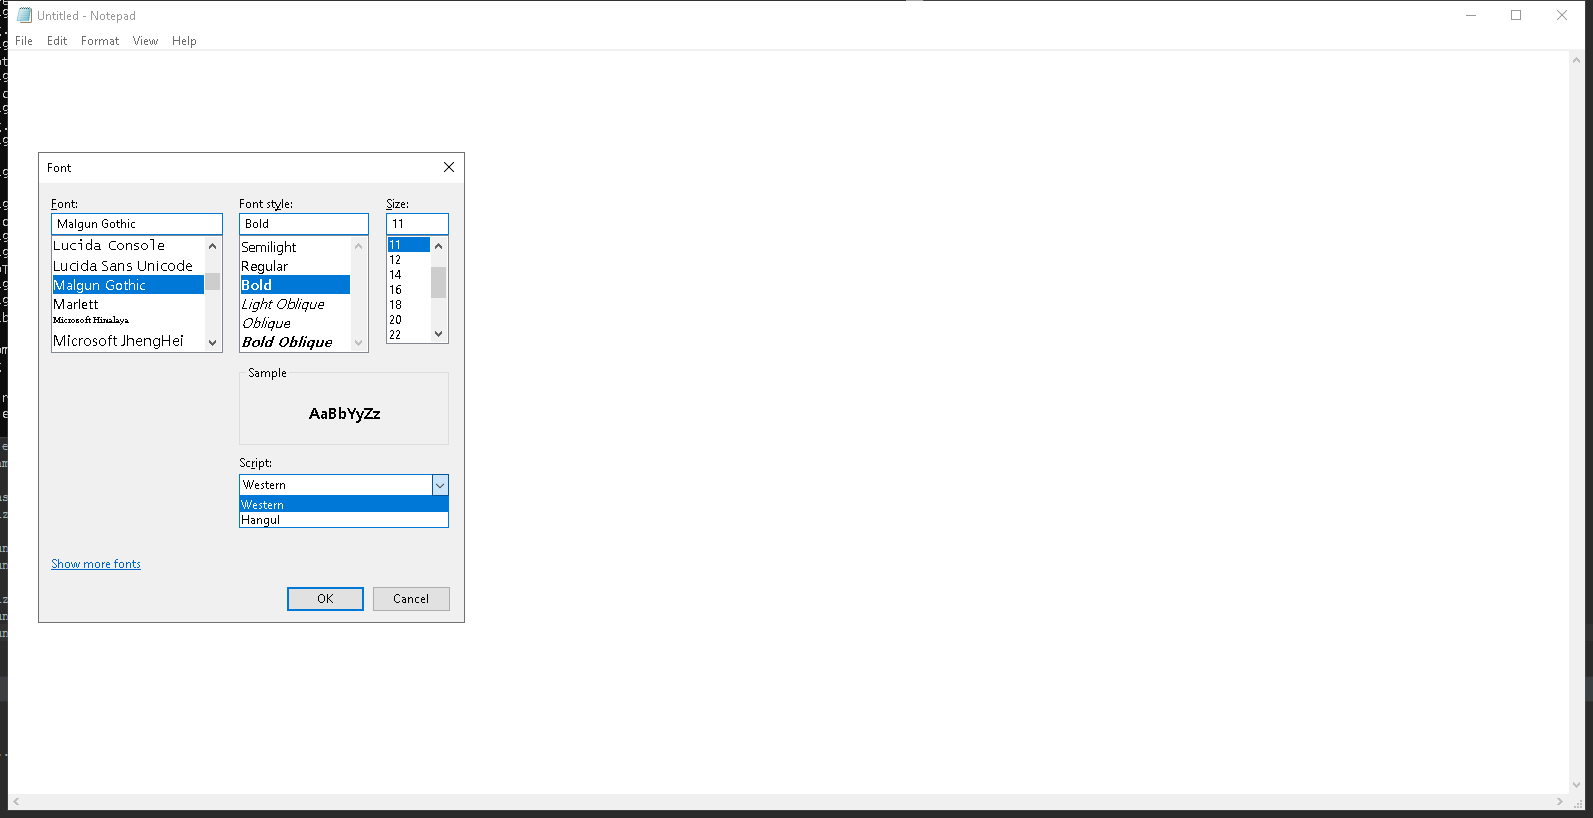 Untitled - Notepad
File Edit Format View Help
Font
Font: Font style: Size:
Malgun Gothic Bold 11
Lucida Console
Lucida Sans Unicode
Malgun Gothic
Marlett
Microsoft Himalaya
Microsoft JhengHei
Semilight
Regular
Bold
Light Oblique
Oblique
Bold Oblique
11
12
14
16
18
20
22
Sample
AaBbYyZz
Script:
Western
Western
Hangul
Show more fonts
OK Cancel